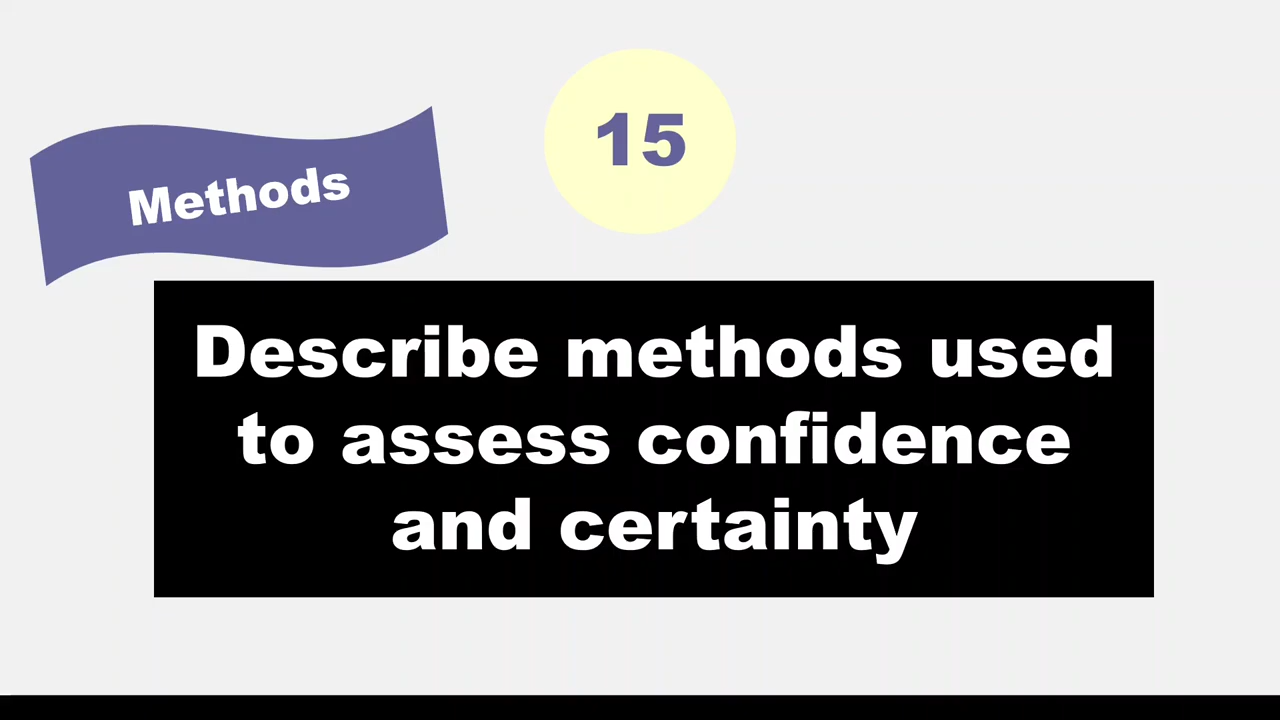 15
Methods
Describe methods used
to assess confidence
and certainty